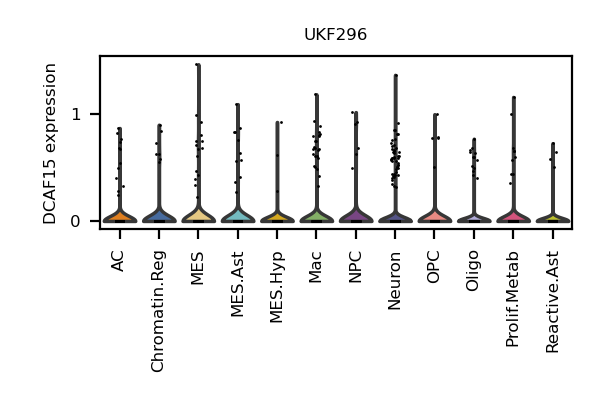 UKF296
DCAF15 expression
1
0
AC
Chromatin.Reg
MES
MES.Ast
MES.Hyp
Mac
NPC
Neuron
OPC
Oligo
Prolif.Metab
Reactive.Ast